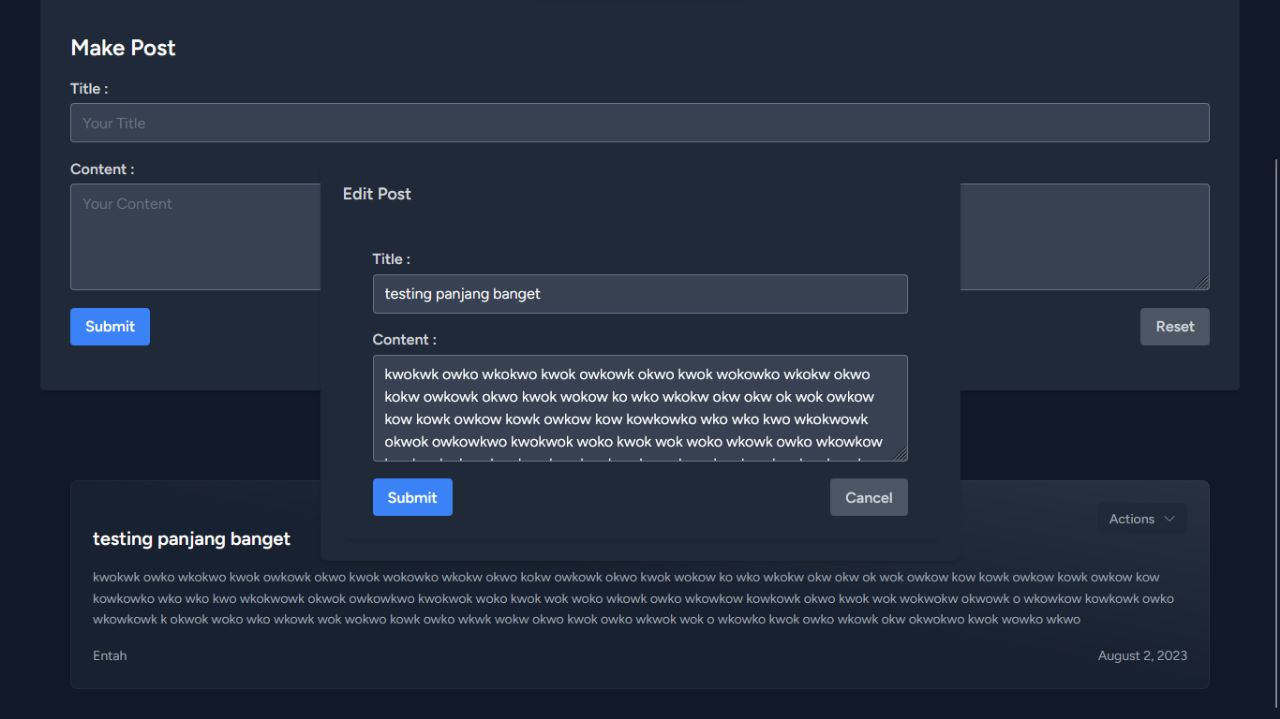 Make Post
Title :
Your Title
Content :
Your Content
Submit
Reset
Edit Post
Title :
testing panjang banget
Content :
kwokwk owko wkokwo kwok owkowk okwo kwok wokowko wkokw okwo
kokw owkowk okwo kwok wokow ko wko wkokw okw okw ok wok owkow
kow kowk owkow kowk owkow kow kowkowko wko wko kwo wkokwowk
okwok owkowkwo kwokwok woko kwok wok woko wkowk owko wkowkow
Submit
Cancel
Actions
testing panjang banget
kwokwk owko wkokwo kwok owkowk okwo kwok wokowko wkokw okwo kokw owkowk okwo kwok wokow ko wko wkokw okw okw ok wok owkow kow kowk owkow kowk owkow kow
kowkowko wko wko kwo wkokwowk okwok owkowkwo kwokwok woko kwok wok woko wkowk owko wkowkow kowkowk okwo kwok wok wokwokw okwowk o wkowkow kowkowk owko
wkowkowk k okwok woko wko wkowk wok wokwo kowk owko wkwk wokw okwo kwok owko wkwok wok o wkowko kwok owko wkowk okw okwokwo kwok wowko wkwo
Entah
August 2, 2023